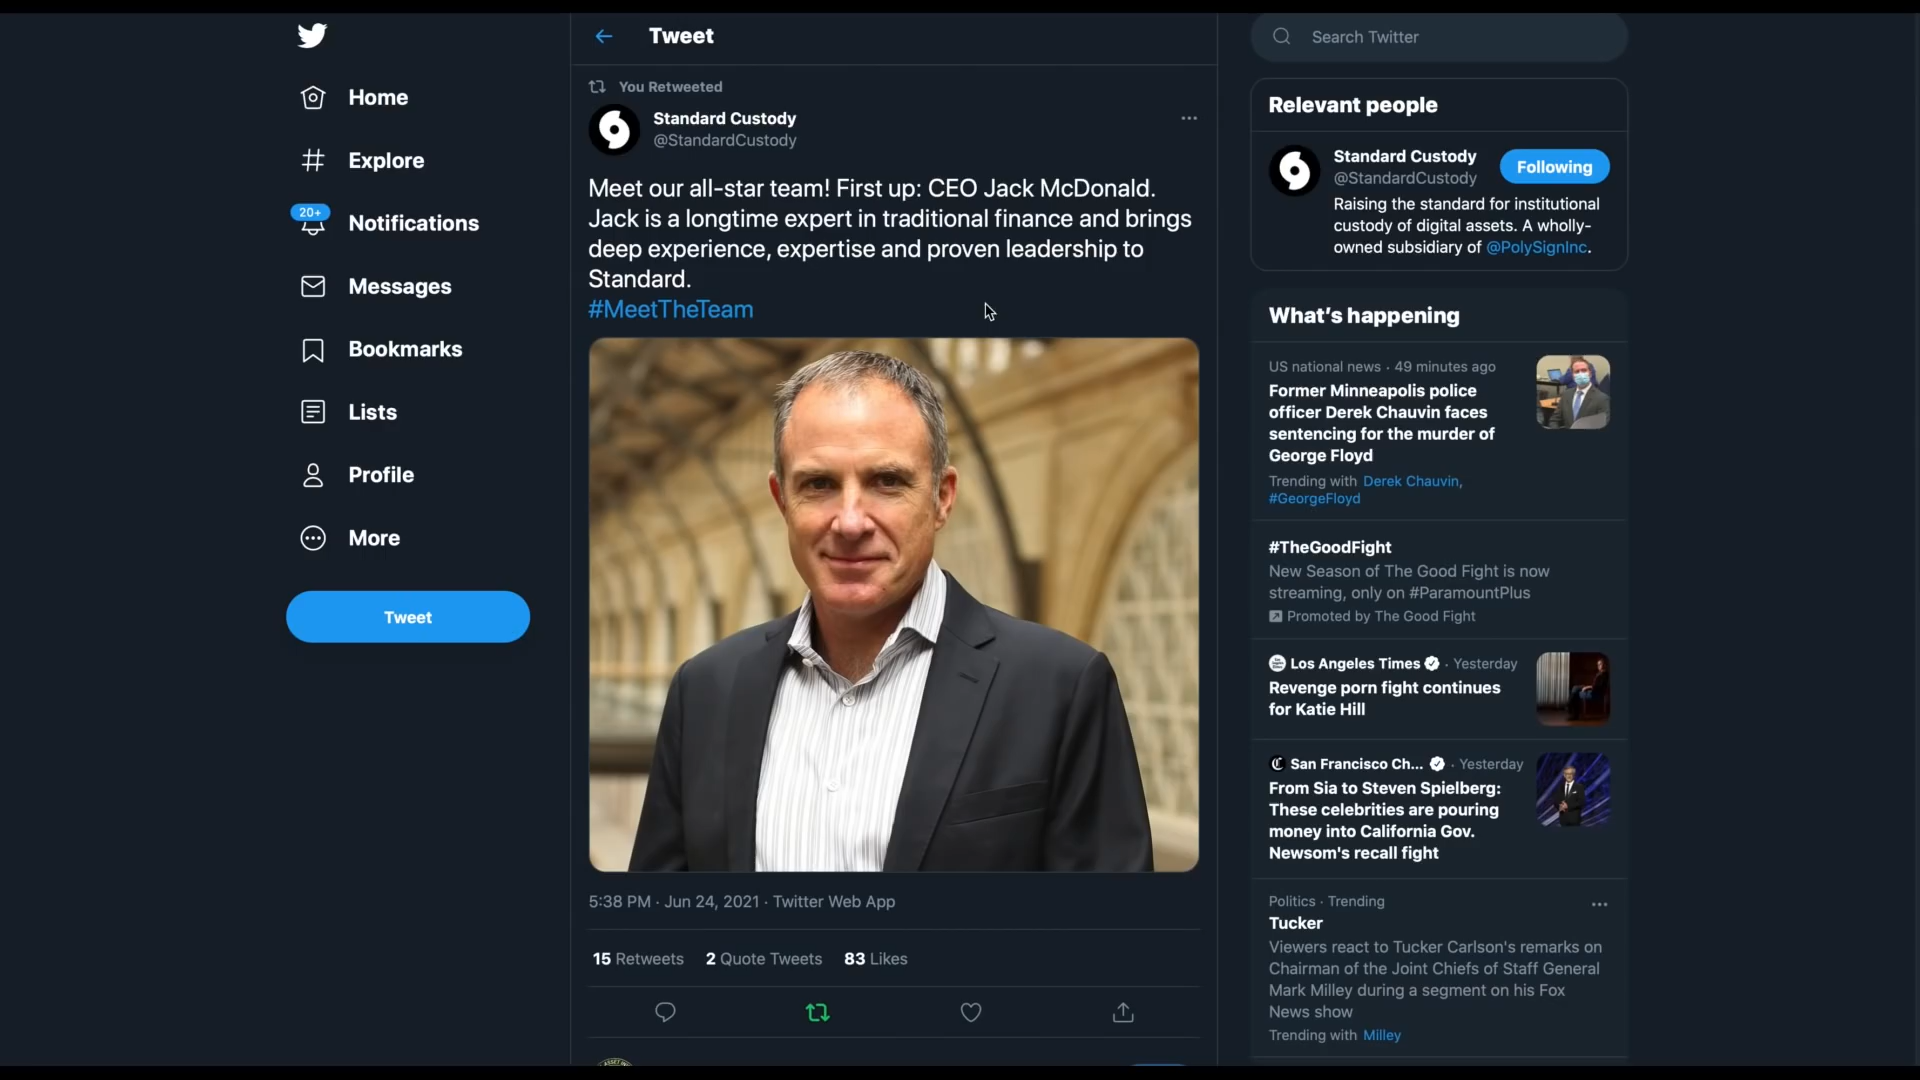 Home
Explore
20+
Notifications
Messages
Bookmarks
Lists
Profile
More
Tweet
Tweet
You Retweeted
Standard Custody
@StandardCustody
Meet our all-star team! First up: CEO Jack McDonald.
Jack is a longtime expert in traditional finance and brings
deep experience, expertise and proven leadership to
Standard.
#MeetTheTeam
5:38 PM · Jun 24, 2021 · Twitter Web App
15 Retweets 2 Quote Tweets 83 Likes
Search Twitter
Relevant people
Standard Custody
@StandardCustody
Following
Raising the standard for institutional
custody of digital assets. A wholly-
owned subsidiary of @PolySignInc.
What's happening
US national news · 49 minutes ago
Former Minneapolis police
officer Derek Chauvin faces
sentencing for the murder of
George Floyd
Trending with Derek Chauvin,
#GeorgeFloyd
#TheGoodFight
New Season of The Good Fight is now
streaming, only on #ParamountPlus
Promoted by The Good Fight
Los Angeles Times · Yesterday
Revenge porn fight continues
for Katie Hill
San Francisco Ch... · Yesterday
From Sia to Steven Spielberg:
These celebrities are pouring
money into California Gov.
Newsom's recall fight
Politics · Trending
Tucker
Viewers react to Tucker Carlson's remarks on
Chairman of the Joint Chiefs of Staff General
Mark Milley during a segment on his Fox
News show
Trending with Milley